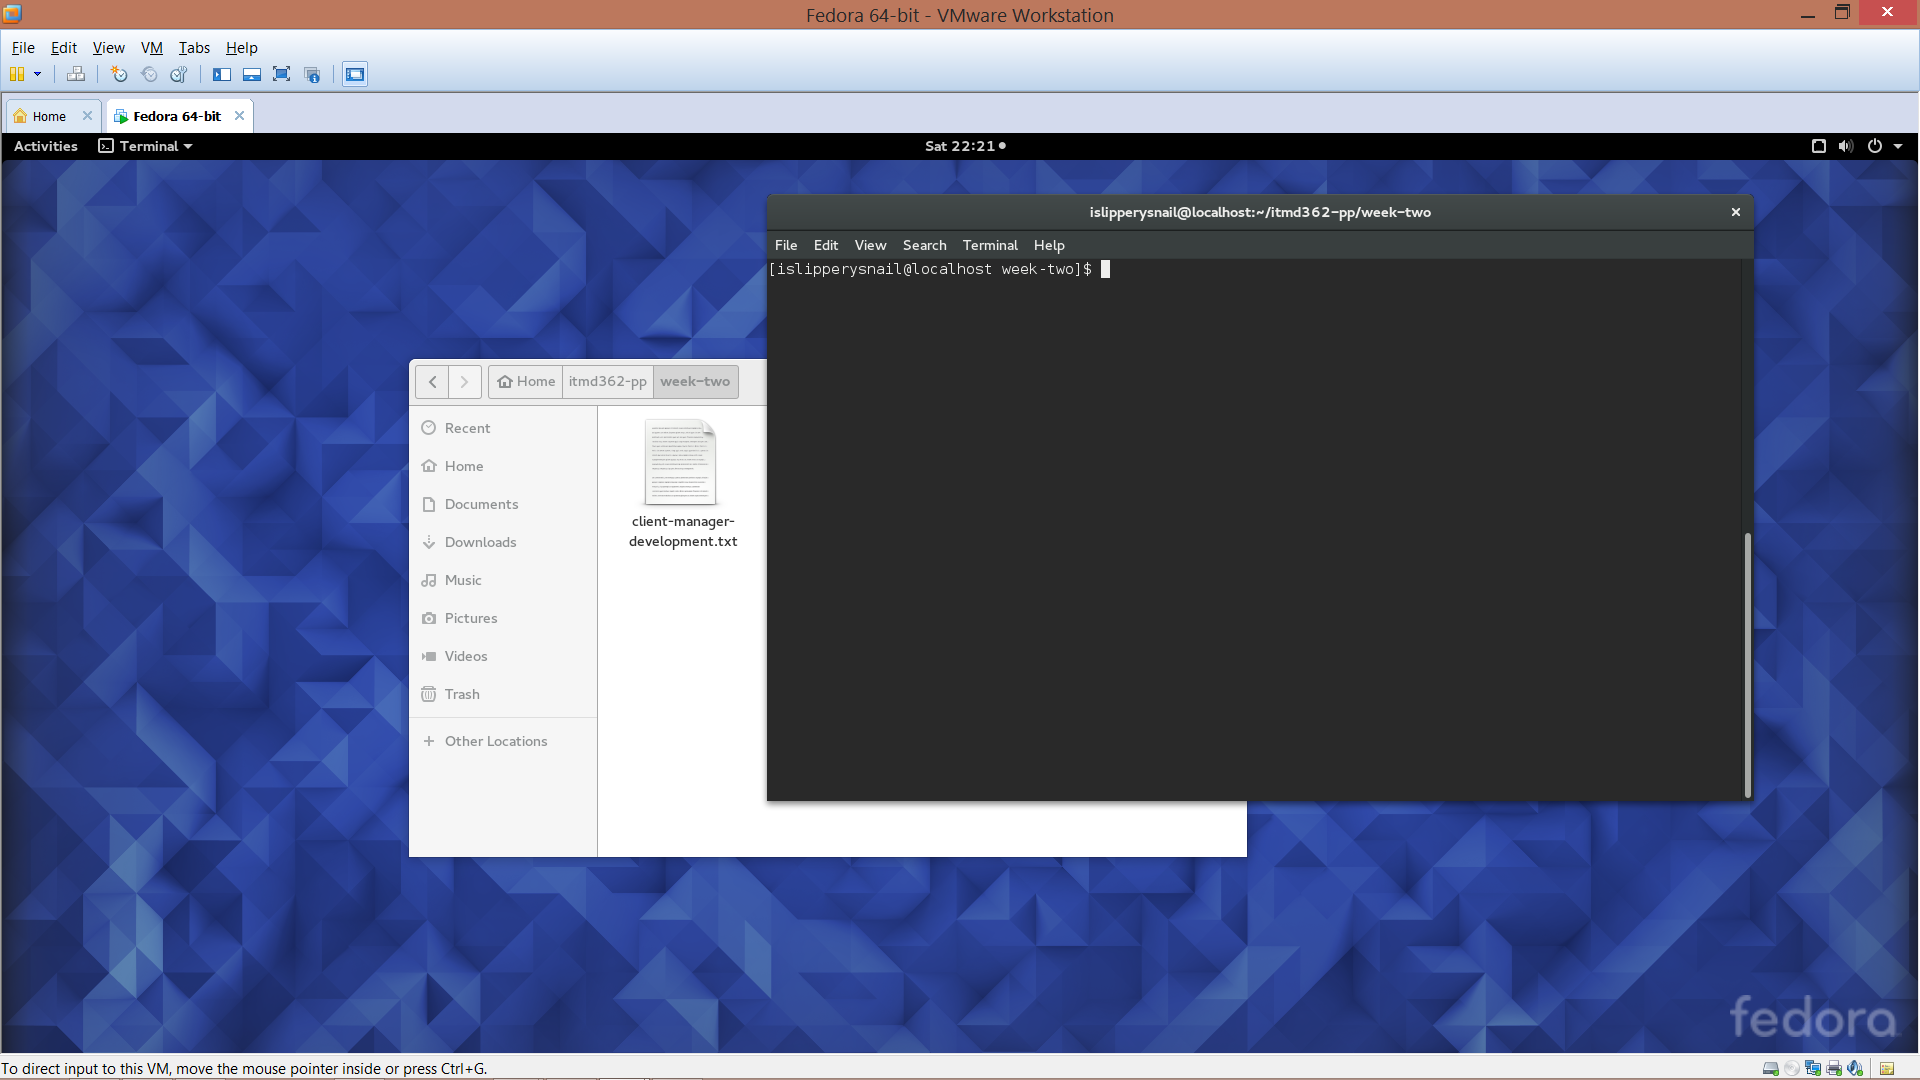 Fedora 64-bit - VMware Workstation
File Edit View VM Tabs Help
Home Fedora 64-bit
Activities Terminal Sat 22:21
islipperysnail@localhost:~/itmd362-pp/week-two
File Edit View Search Terminal Help
[islipperysnail@localhost week-two]$
Home itmd362-pp week-two
Recent
Home
Documents
Downloads
Music
Pictures
Videos
Trash
Other Locations
client-manager-
development.txt
fedora
To direct input to this VM, move the mouse pointer inside or press Ctrl+G.